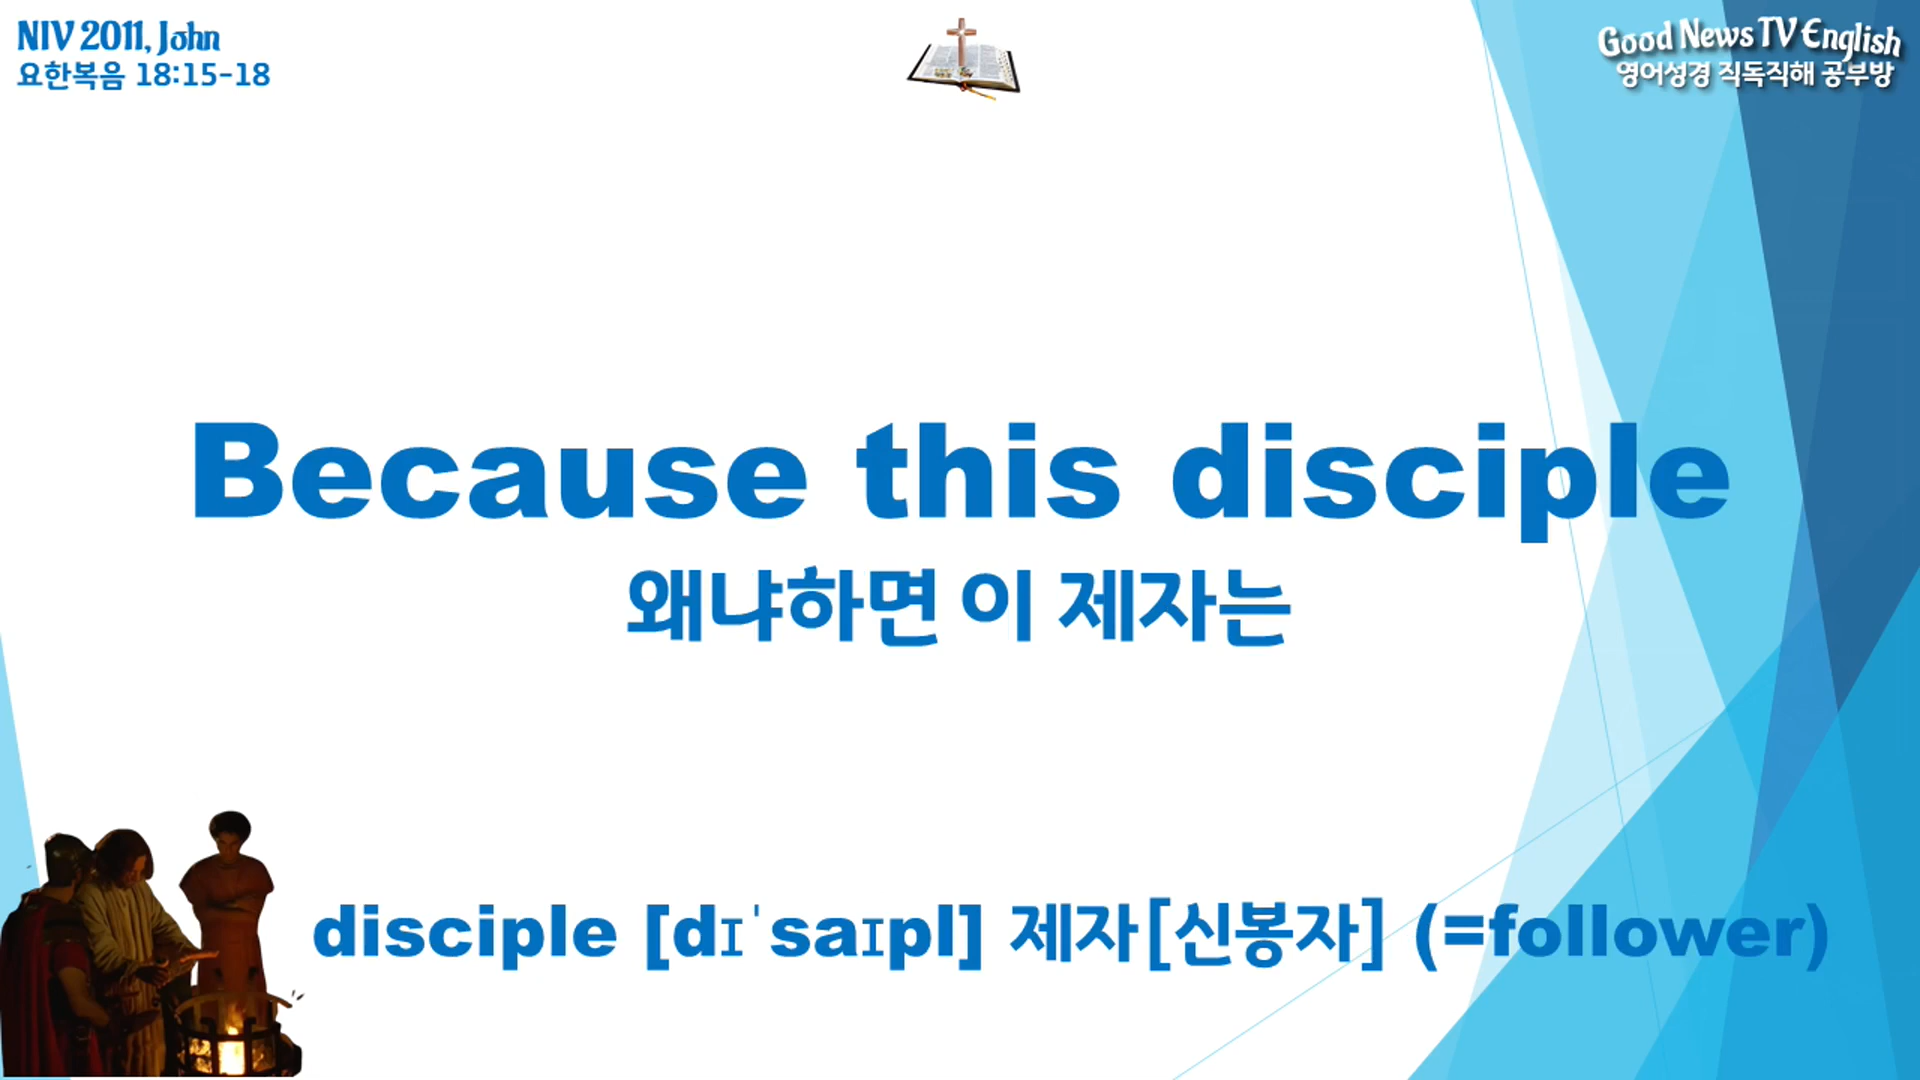 NIV 2011, John
요한복음 18:15-18
Good News TV English
영어성경 직독직해 공부방
Because this disciple
왜냐하면 이 제자는
disciple [dɪˈsaɪpl] 제자[신봉자] (=follower)